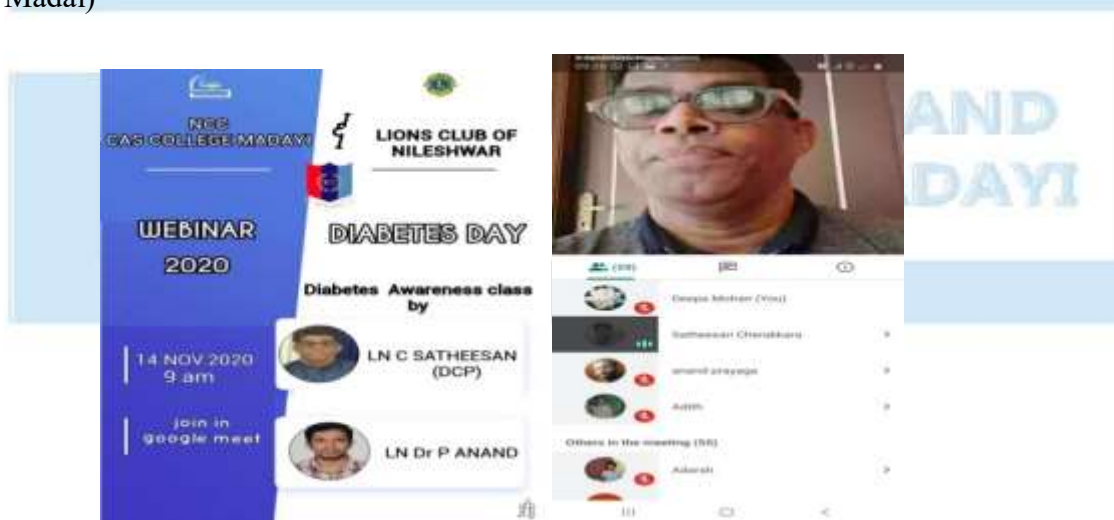 Madai)
AND
DAYI
NCC
CAS COLLEGE MADAYI
WEBINAR
2020
14 NOV 2020
9 am
join in
google meet
LIONS CLUB OF
NILESHWAR
DIABETES DAY
Diabetes Awareness class
by
LN C SATHEESAN
(DCP)
LN Dr P ANAND
Deepa Mohan (You)
Satheesan Cherakkara
anand prayaga
Adith
Others in the meeting (55)
Adarsh